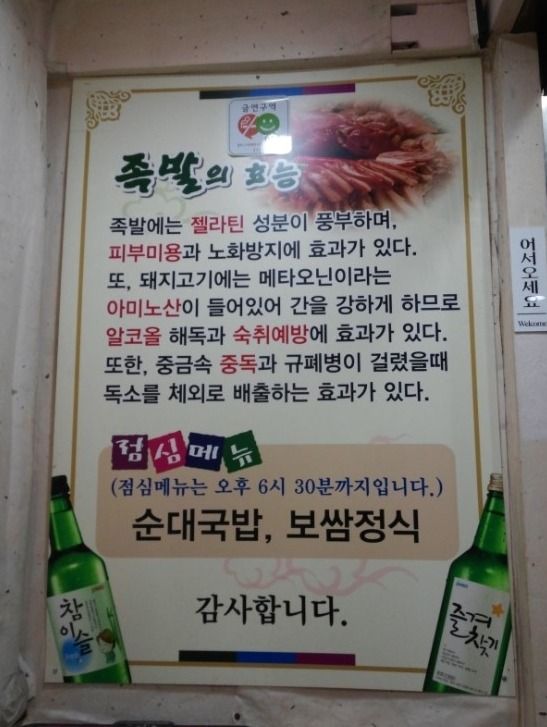 금연구역
족발의 효능
족발에는 젤라틴 성분이 풍부하며,
피부미용과 노화방지에 효과가 있다.
또, 돼지고기에는 메타오닌이라는
아미노산이 들어있어 간을 강하게 하므로
알코올 해독과 숙취예방에 효과가 있다.
또한, 중금속 중독과 규폐병이 걸렸을때
독소를 체외로 배출하는 효과가 있다.
점심메뉴
(점심메뉴는 오후 6시 30분까지입니다.)
순대국밥, 보쌈정식
감사합니다.
참이슬
즐겨찾기
어서오세요
Welcome